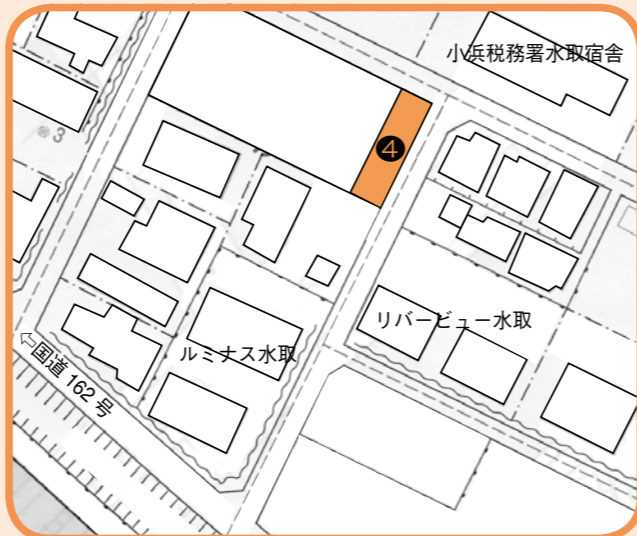 小浜税務署水取宿舎
3
❹
リバービュー水取
ルミナス水取
⇦国道 162 号